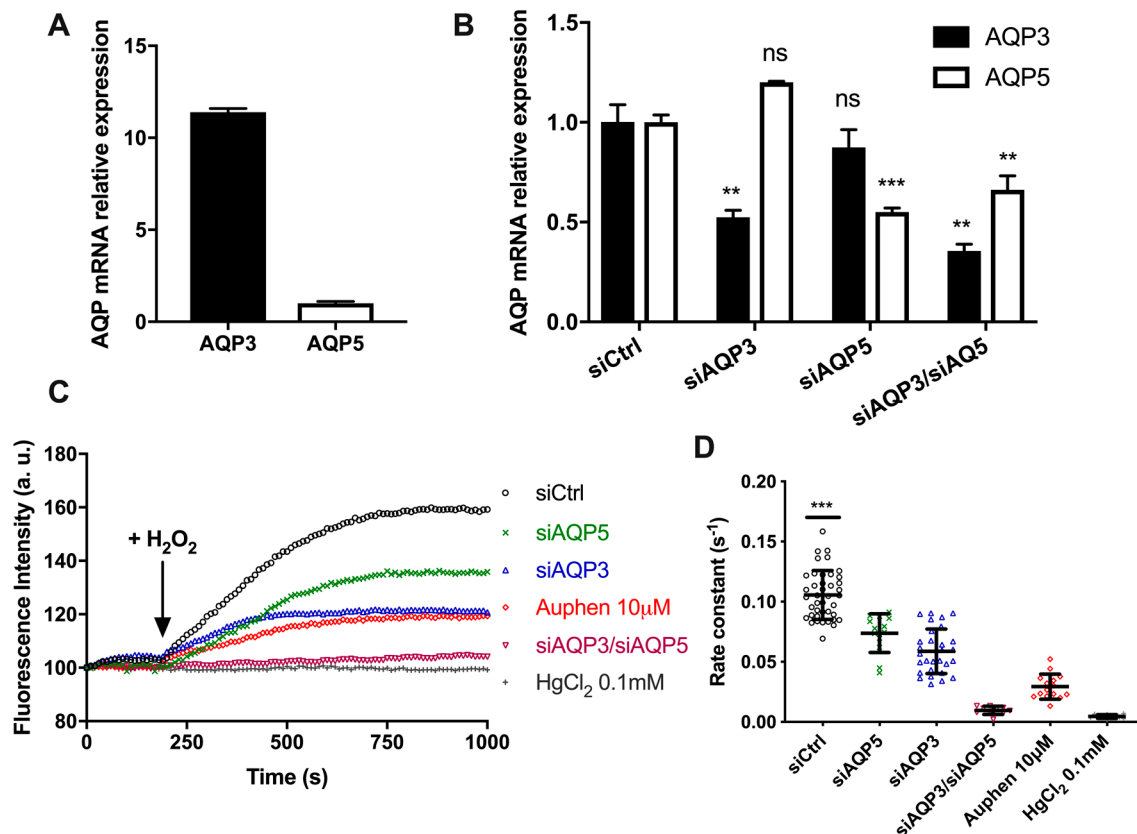 A
AQP mRNA relative expression
15
10
5
0
AQP3
AQP5
B
AQP mRNA relative expression
1.5
1.0
0.5
0.0
ns
ns
**
***
**
**
AQP3
AQP5
siCtrl
siAQP3
siAQP5
siAQP3/siAQ5
C
Fluorescence Intensity (a. u.)
180
160
140
120
100
80
+ H₂O₂
0
250
500
750
1000
Time (s)
siCtrl
siAQP5
siAQP3
Auphen 10μM
siAQP3/siAQP5
HgCl₂ 0.1mM
D
Rate constant (s⁻¹)
0.20
0.15
0.10
0.05
0.00
***
siCtrl
siAQP5
siAQP3
siAQP3/siAQP5
Auphen 10μM
HgCl₂ 0.1mM